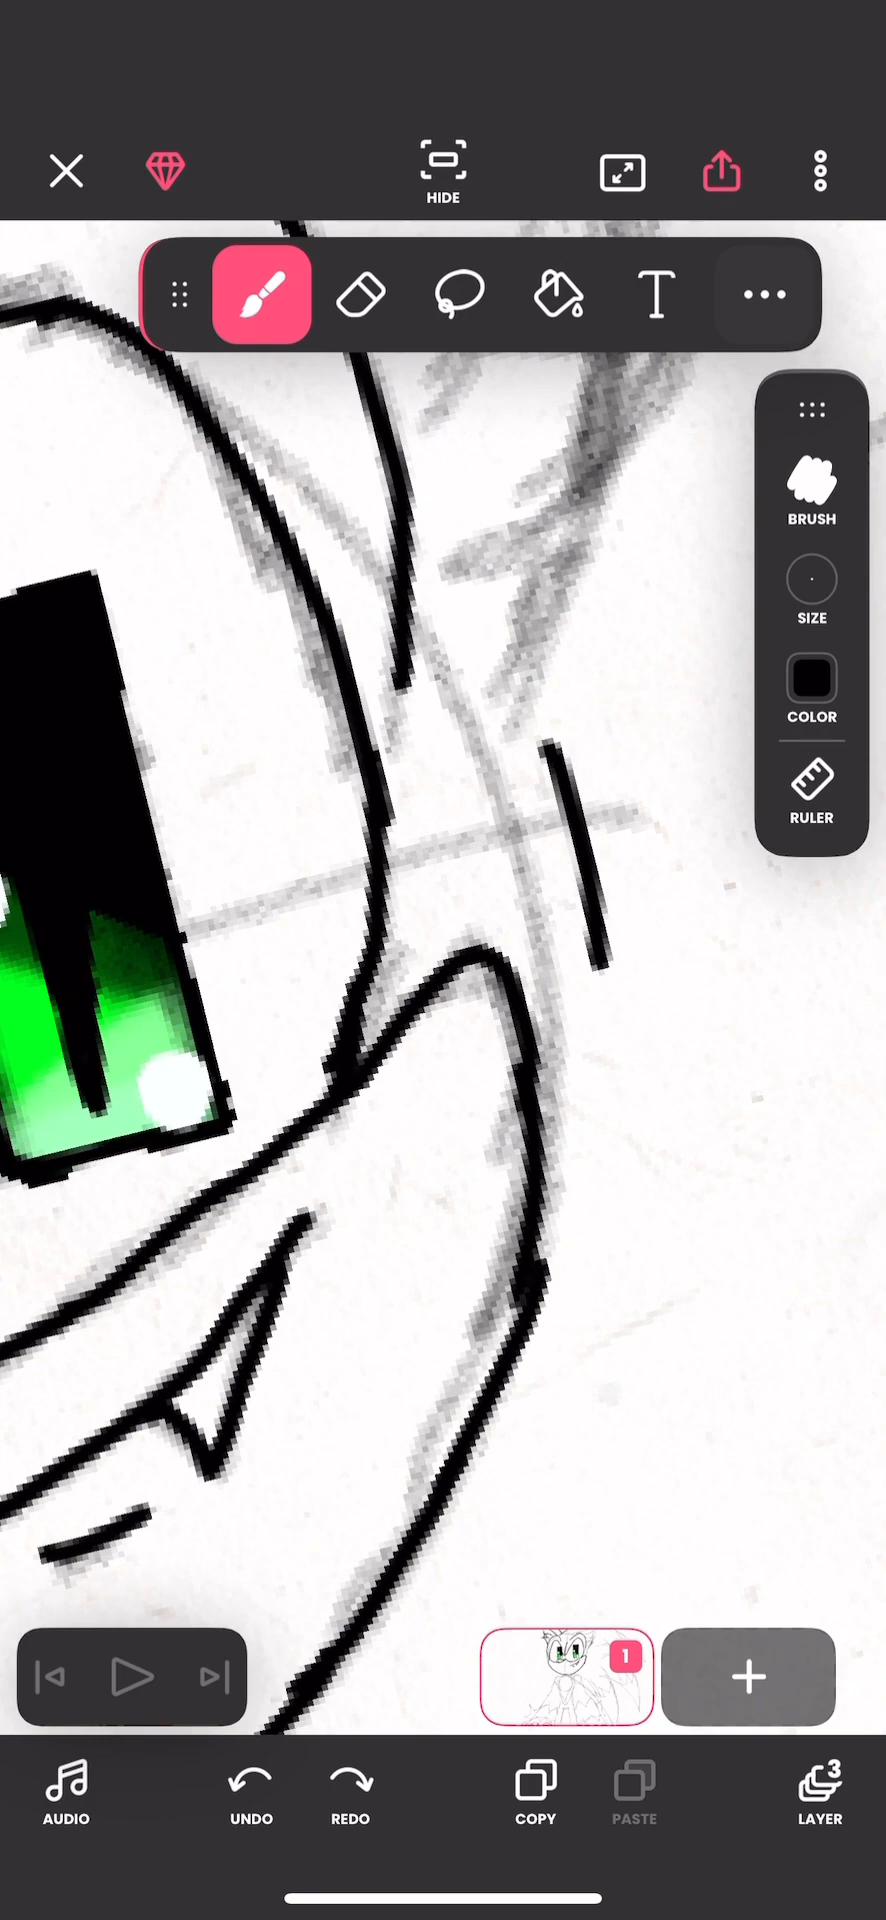 HIDE
T
BRUSH
SIZE
COLOR
RULER
1
AUDIO
UNDO
REDO
COPY
PASTE
3
LAYER